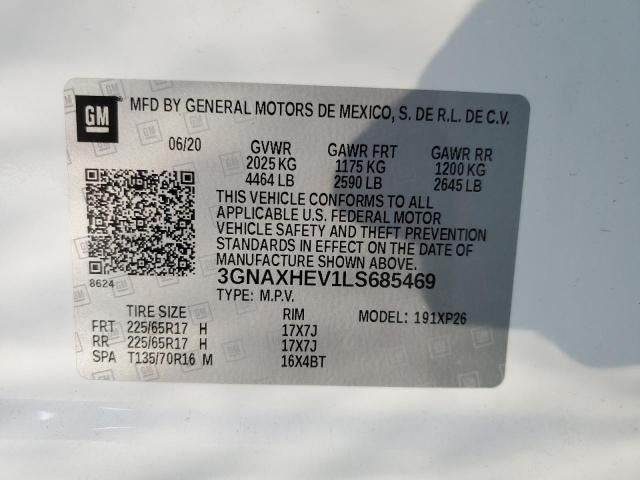 GM
MFD BY GENERAL MOTORS DE MEXICO, S. DE R.L. DE C.V.
06/20 GVWR GAWR FRT GAWR RR
2025 KG 1175 KG 1200 KG
4464 LB 2590 LB 2645 LB
THIS VEHICLE CONFORMS TO ALL
APPLICABLE U.S. FEDERAL MOTOR
VEHICLE SAFETY AND THEFT PREVENTION
STANDARDS IN EFFECT ON THE DATE OF
MANUFACTURE SHOWN ABOVE.
8624 3GNAXHEV1LS685469
TYPE: M.P.V.
TIRE SIZE RIM MODEL: 191XP26
FRT 225/65R17 H 17X7J
RR 225/65R17 H 17X7J
SPA T135/70R16 M 16X4BT